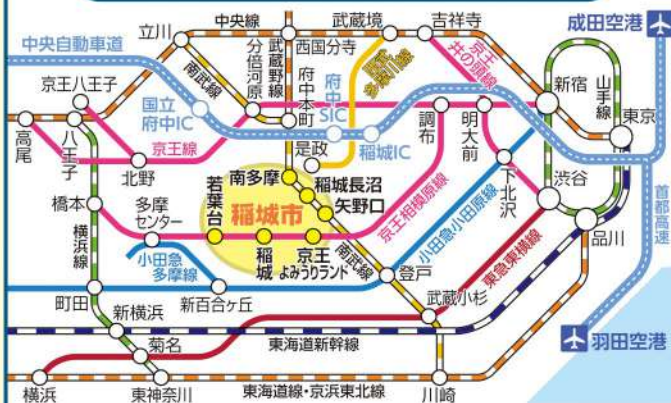 中央線
武蔵境
吉祥寺
成田空港
立川
中央自動車道
武蔵野線
西国分寺
分倍河原
京王
井の頭線
京王八王子
南武線
府中本町
府中
SIC
西武
多摩川線
新宿
山手線
東京
国立
府中IC
稲城IC
高尾
八王子
京王線
北野
是政
調布
明大前
下北沢
渋谷
首都高速
橋本
多摩
センター
若葉台
南多摩
稲城長沼
矢野口
稲城市
京王相模原線
小田急小田原線
東急東横線
品川
横浜線
小田急
多摩線
稲城
京王
よみうりランド
南武線
登戸
町田
新百合ヶ丘
武蔵小杉
新横浜
菊名
東海道新幹線
羽田空港
横浜
東神奈川
東海道線・京浜東北線
川崎